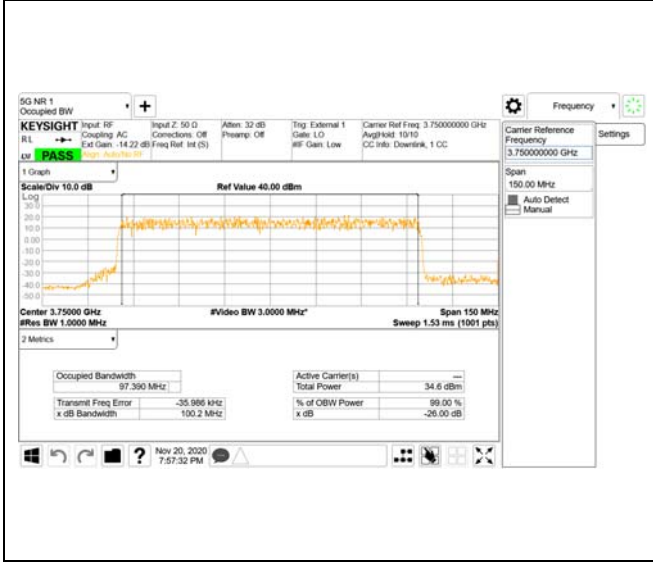 5G NR 1
Occupied BW
Frequency
KEYSIGHT
RL
PASS
Input: RF
Coupling: AC
Ext Gain: -14.22 dB
Align: Auto/No RF
Input Z: 50 Ω
Corrections: Off
Freq Ref: Int (S)
Atten: 32 dB
Preamp: Off
Trig: External 1
Gate: LO
#IF Gain: Low
Carrier Ref Freq: 3.750000000 GHz
Avg|Hold: 10/10
CC Info: Downlink, 1 CC
Carrier Reference
Frequency
3.750000000 GHz
Settings
Span
150.00 MHz
Auto Detect
Manual
1 Graph
Scale/Div 10.0 dB
Ref Value 40.00 dBm
Log
30.0
20.0
10.0
0.00
-10.0
-20.0
-30.0
-40.0
-50.0
Center 3.75000 GHz
#Video BW 3.0000 MHz*
Span 150 MHz
#Res BW 1.0000 MHz
Sweep 1.53 ms (1001 pts)
2 Metrics
Occupied Bandwidth
97.390 MHz
Active Carrier(s)
---
Total Power
34.6 dBm
Transmit Freq Error
-35.986 kHz
% of OBW Power
99.00 %
x dB Bandwidth
100.2 MHz
x dB
-26.00 dB
?
Nov 20, 2020
7:57:32 PM